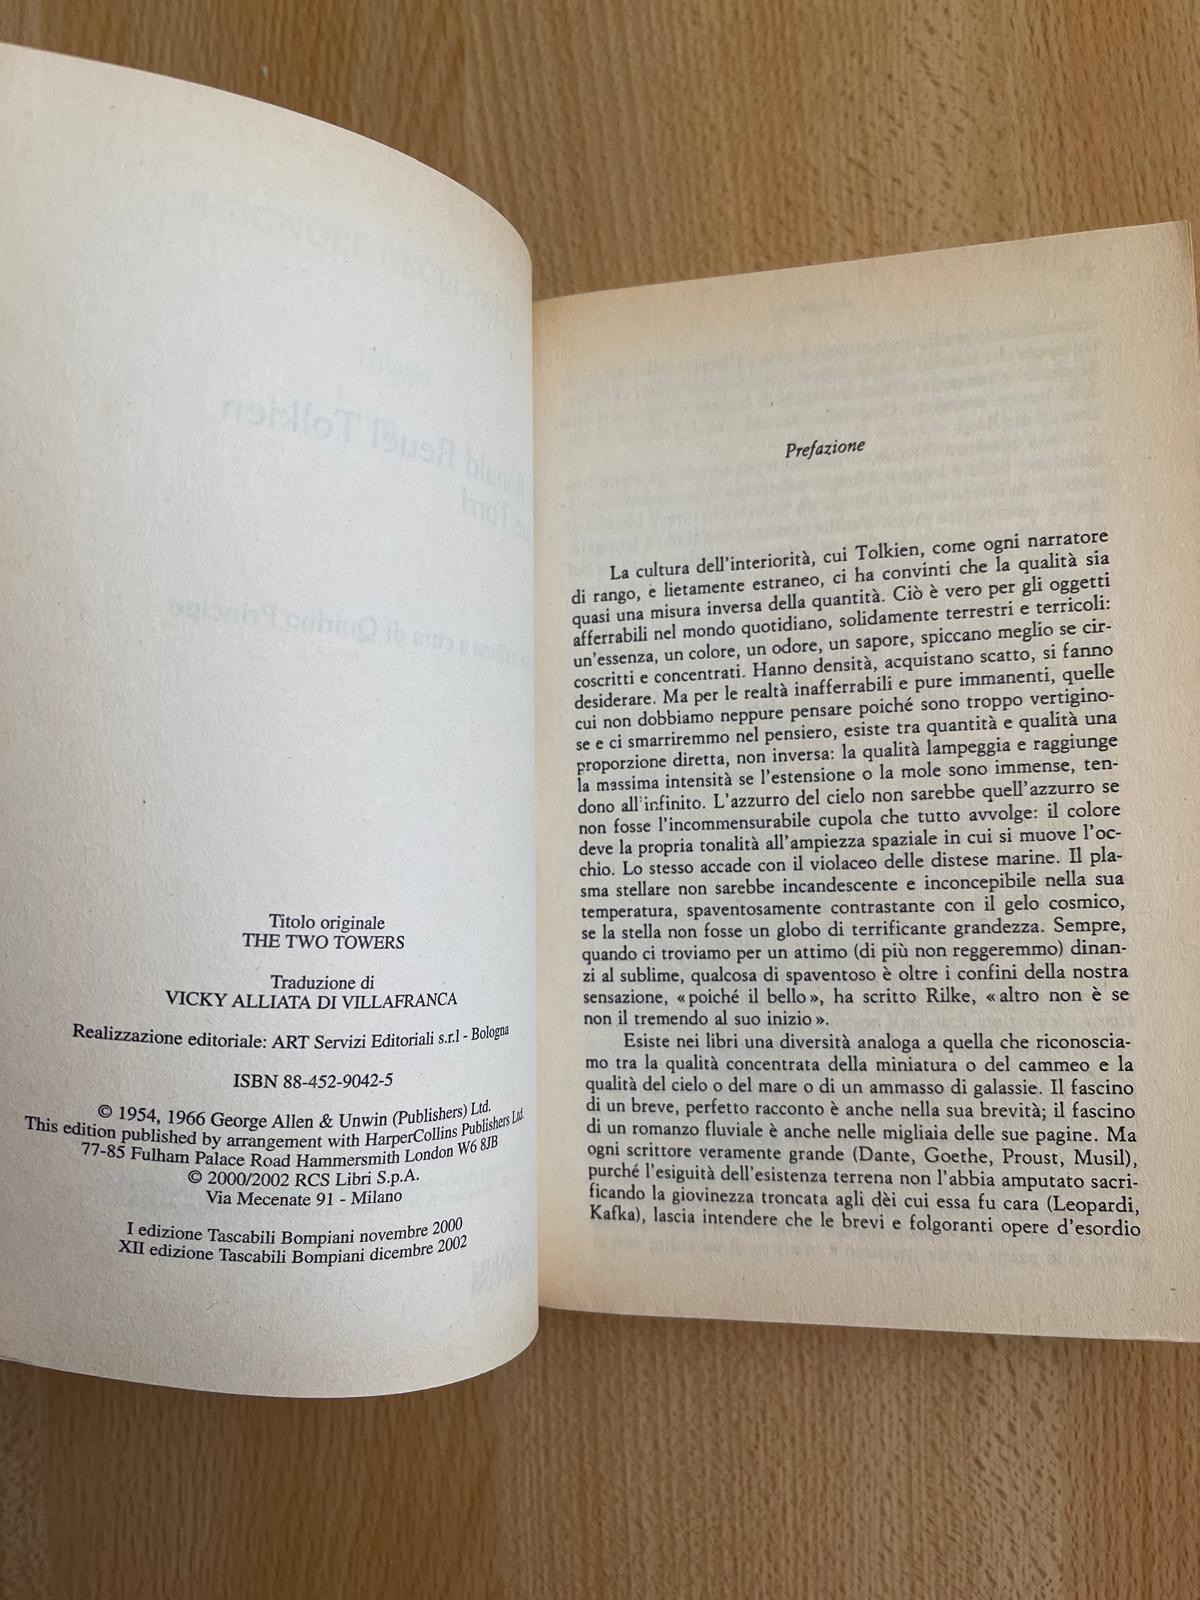 Titolo originale
THE TWO TOWERS
Traduzione di
VICKY ALLIATA DI VILLAFRANCA
Realizzazione editoriale: ART Servizi Editoriali s.r.l - Bologna
ISBN 88-452-9042-5
© 1954, 1966 George Allen & Unwin (Publishers) Ltd.
This edition published by arrangement with HarperCollins Publishers Ltd.
77-85 Fulham Palace Road Hammersmith London W6 8JB
© 2000/2002 RCS Libri S.p.A.
Via Mecenate 91 - Milano
I edizione Tascabili Bompiani novembre 2000
XII edizione Tascabili Bompiani dicembre 2002
Prefazione
La cultura dell'interiorità, cui Tolkien, come ogni narratore
di rango, è lietamente estraneo, ci ha convinti che la qualità sia
quasi una misura inversa della quantità. Ciò è vero per gli oggetti
afferrabili nel mondo quotidiano, solidamente terrestri e terricoli:
un'essenza, un colore, un odore, un sapore, spiccano meglio se cir-
coscritti e concentrati. Hanno densità, acquistano scatto, si fanno
desiderare. Ma per le realtà inafferrabili e pure immanenti, quelle
cui non dobbiamo neppure pensare poiché sono troppo vertigino-
se e ci smarriremmo nel pensiero, esiste tra quantità e qualità una
proporzione diretta, non inversa: la qualità lampeggia e raggiunge
la massima intensità se l'estensione o la mole sono immense, ten-
dono all'infinito. L'azzurro del cielo non sarebbe quell'azzurro se
non fosse l'incommensurabile cupola che tutto avvolge: il colore
deve la propria tonalità all'ampiezza spaziale in cui si muove l'oc-
chio. Lo stesso accade con il violaceo delle distese marine. Il pla-
sma stellare non sarebbe incandescente e inconcepibile nella sua
temperatura, spaventosamente contrastante con il gelo cosmico,
se la stella non fosse un globo di terrificante grandezza. Sempre,
quando ci troviamo per un attimo (di più non reggeremmo) dinan-
zi al sublime, qualcosa di spaventoso è oltre i confini della nostra
sensazione, «poiché il bello», ha scritto Rilke, «altro non è se
non il tremendo al suo inizio».
Esiste nei libri una diversità analoga a quella che riconoscia-
mo tra la qualità concentrata della miniatura o del cammeo e la
qualità del cielo o del mare o di un ammasso di galassie. Il fascino
di un breve, perfetto racconto è anche nella sua brevità; il fascino
di un romanzo fluviale è anche nelle migliaia delle sue pagine. Ma
ogni scrittore veramente grande (Dante, Goethe, Proust, Musil),
purché l'esiguità dell'esistenza terrena non l'abbia amputato sacri-
ficando la giovinezza troncata agli dèi cui essa fu cara (Leopardi,
Kafka), lascia intendere che le brevi e folgoranti opere d'esordio